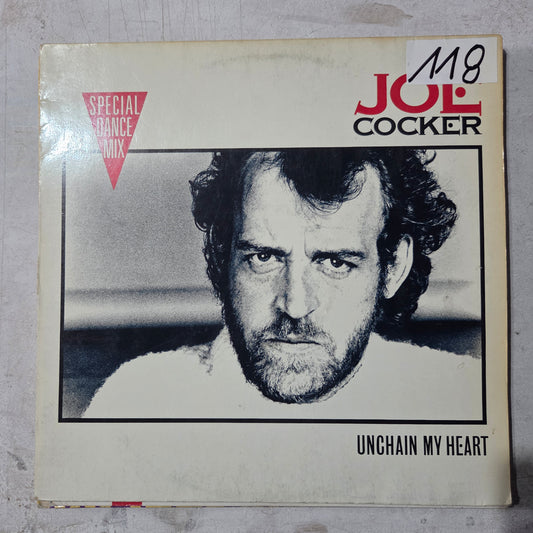 118
SPECIAL
DANCE
MIX
JOE
COCKER
UNCHAIN MY HEART